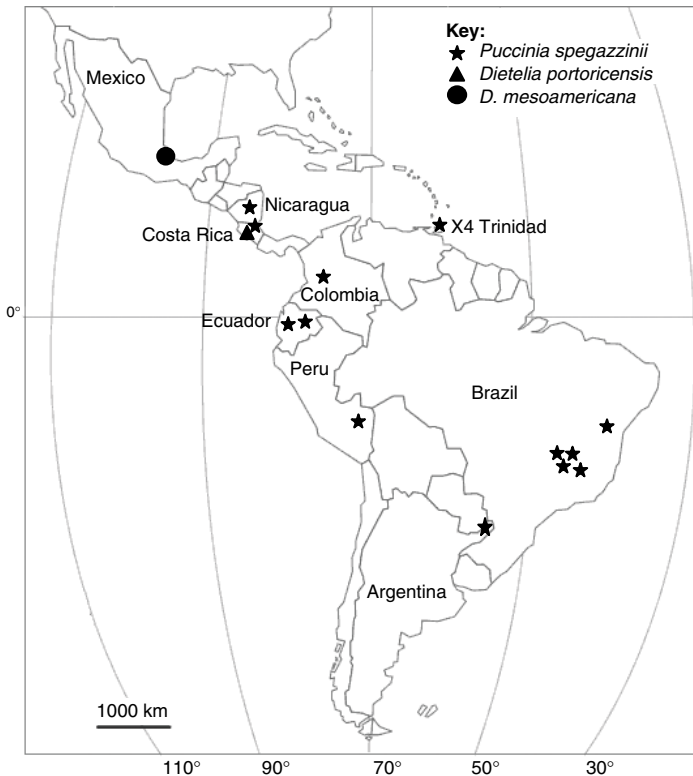 Key:
Puccinia spegazzinii
Dietelia portoricensis
D. mesoamericana
Mexico
Nicaragua
Costa Rica
X4 Trinidad
Colombia
0°
Ecuador
Peru
Brazil
Argentina
1000 km
110° 90° 70° 50° 30°